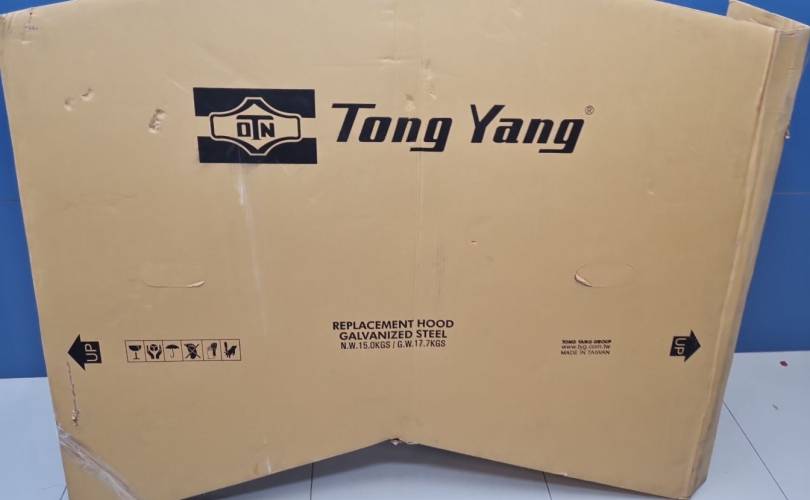 DTN
Tong Yang®
REPLACEMENT HOOD
GALVANIZED STEEL
N.W.15.0KGS / G.W.17.7KGS
UP
TONG YANG GROUP
www.tyg.com.tw
MADE IN TAIWAN
UP